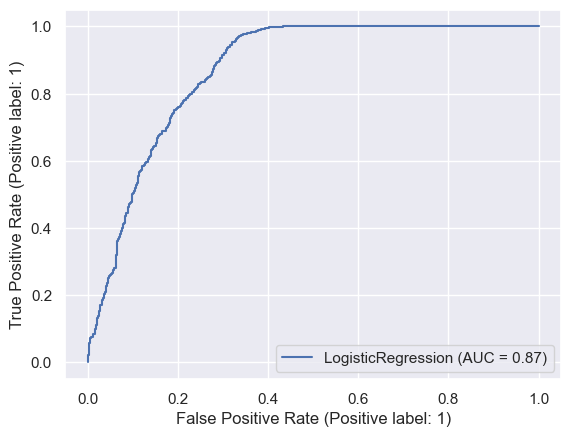 1.0
0.8
0.6
0.4
0.2
0.0
True Positive Rate (Positive label: 1)
LogisticRegression (AUC = 0.87)
0.0 0.2 0.4 0.6 0.8 1.0
False Positive Rate (Positive label: 1)